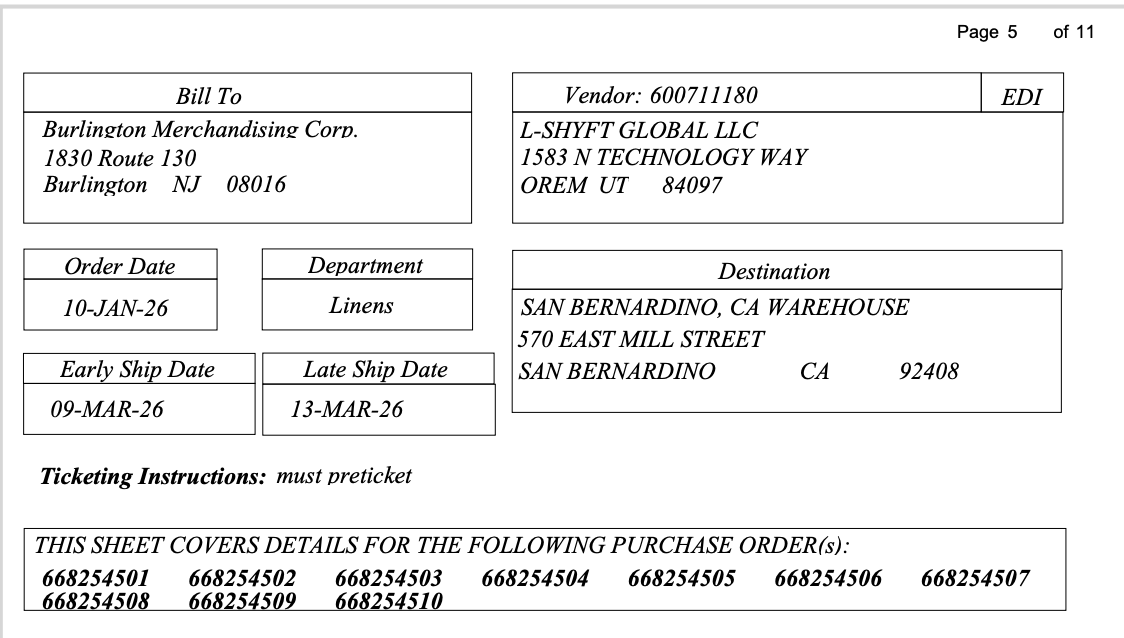 Page 5 of 11
Bill To
Burlington Merchandising Corp.
1830 Route 130
Burlington NJ 08016
Vendor: 600711180 EDI
L-SHYFT GLOBAL LLC
1583 N TECHNOLOGY WAY
OREM UT 84097
Order Date
10-JAN-26
Department
Linens
Destination
SAN BERNARDINO, CA WAREHOUSE
570 EAST MILL STREET
SAN BERNARDINO CA 92408
Early Ship Date
09-MAR-26
Late Ship Date
13-MAR-26
Ticketing Instructions: must preticket
THIS SHEET COVERS DETAILS FOR THE FOLLOWING PURCHASE ORDER(s):
668254501 668254502 668254503 668254504 668254505 668254506 668254507
668254508 668254509 668254510